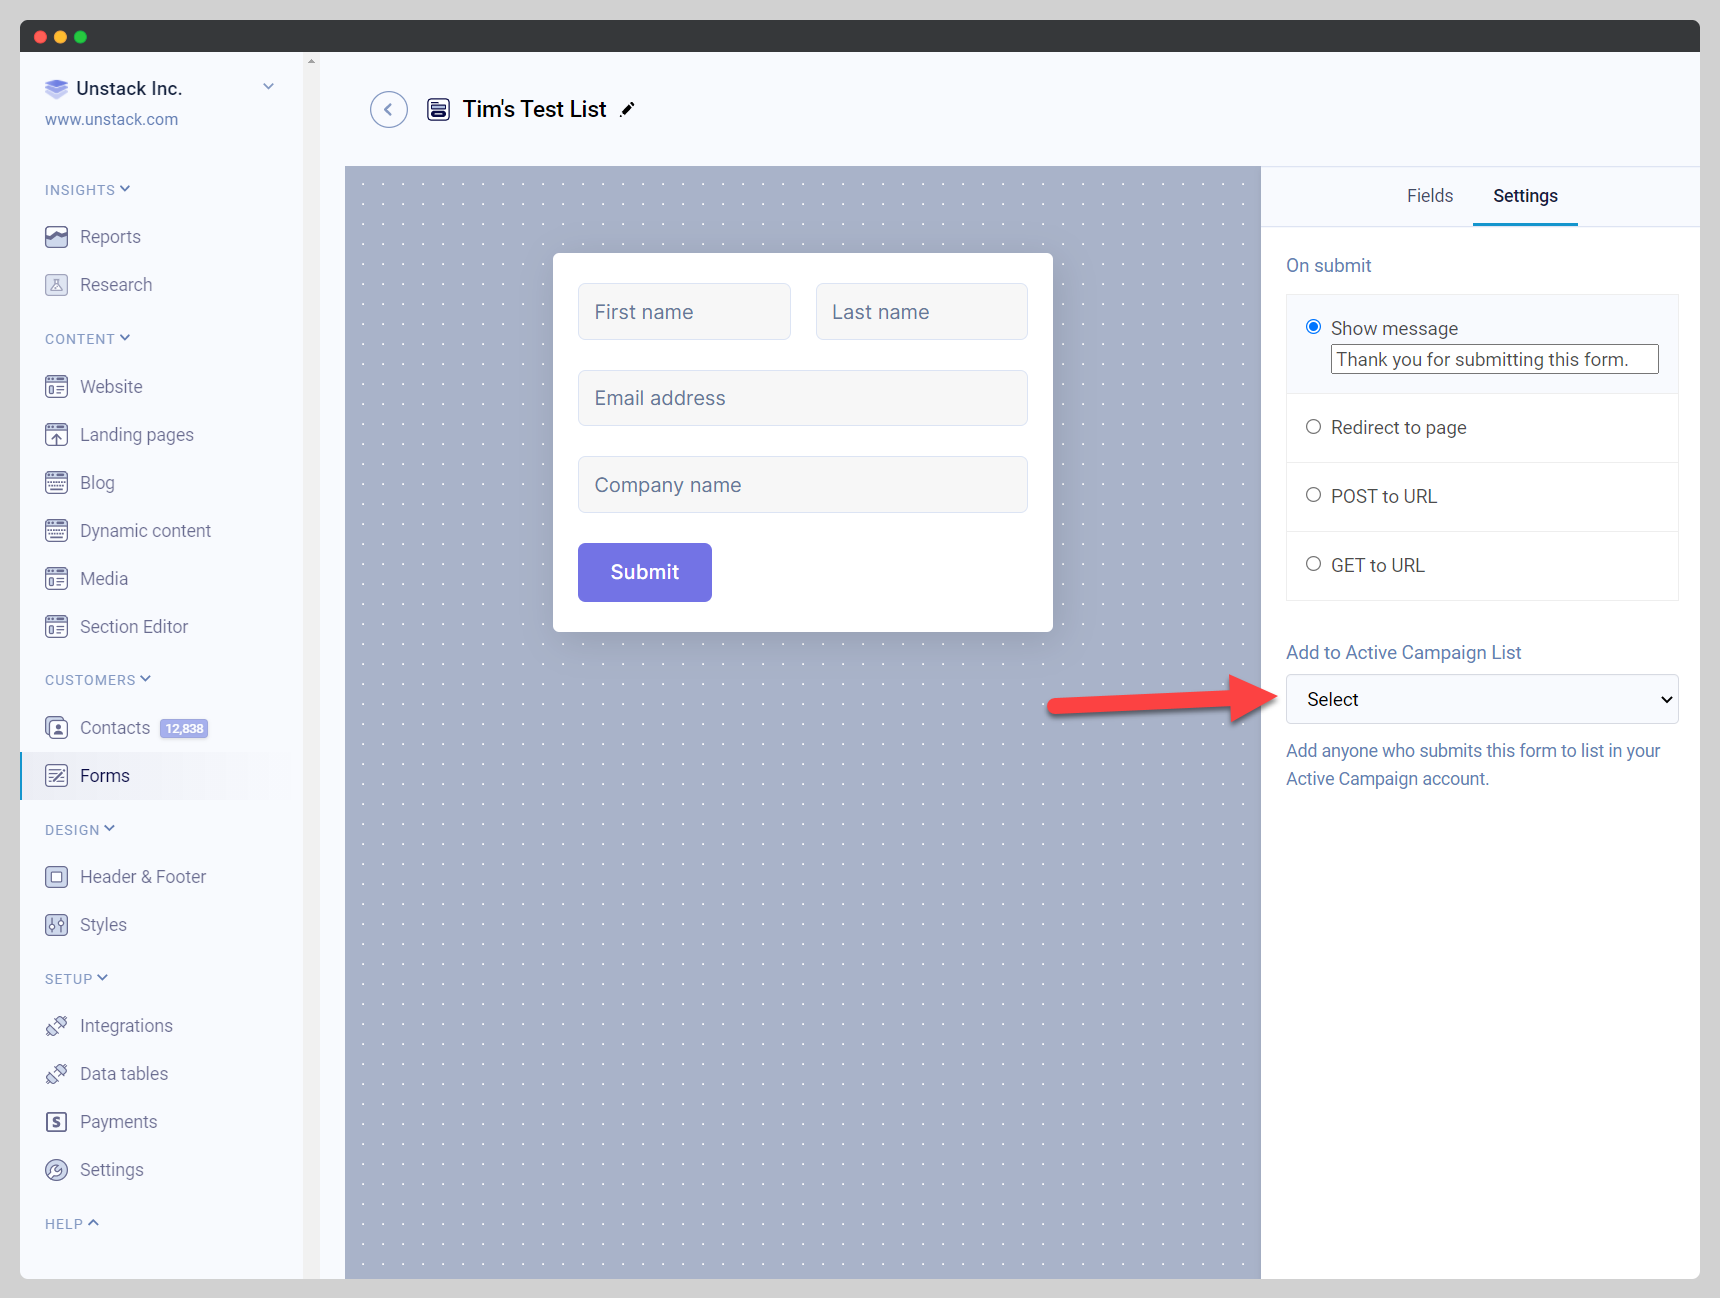 Unstack Inc.
www.unstack.com
INSIGHTS
Reports
Research
CONTENT
Website
Landing pages
Blog
Dynamic content
Media
Section Editor
CUSTOMERS
Contacts 12,838
Forms
DESIGN
Header & Footer
Styles
SETUP
Integrations
Data tables
Payments
Settings
HELP
Tim's Test List
First name Last name
Email address
Company name
Submit
Fields Settings
On submit
Show message
Thank you for submitting this form.
Redirect to page
POST to URL
GET to URL
Add to Active Campaign List
Select
Add anyone who submits this form to list in your
Active Campaign account.